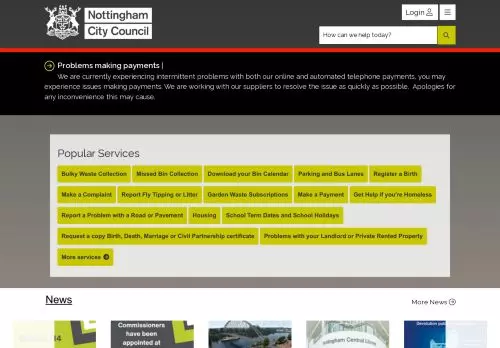 Nottingham
City Council
Login
How can we help today?
Problems making payments |
We are currently experiencing intermittent problems with both our online and automated telephone payments, you may
experience issues making payments. We are working with our suppliers to resolve the issue as quickly as possible. Apologies for
any inconvenience this may cause.
Popular Services
Bulky Waste Collection Missed Bin Collection Download your Bin Calendar Parking and Bus Lanes Register a Birth
Make a Complaint Report Fly Tipping or Litter Garden Waste Subscriptions Make a Payment Get Help if you're Homeless
Report a Problem with a Road or Pavement Housing School Term Dates and School Holidays
Request a copy Birth, Death, Marriage or Civil Partnership certificate Problems with your Landlord or Private Rented Property
More services
News
More News
Commissioners
have been
appointed at
Nottingham Central Library